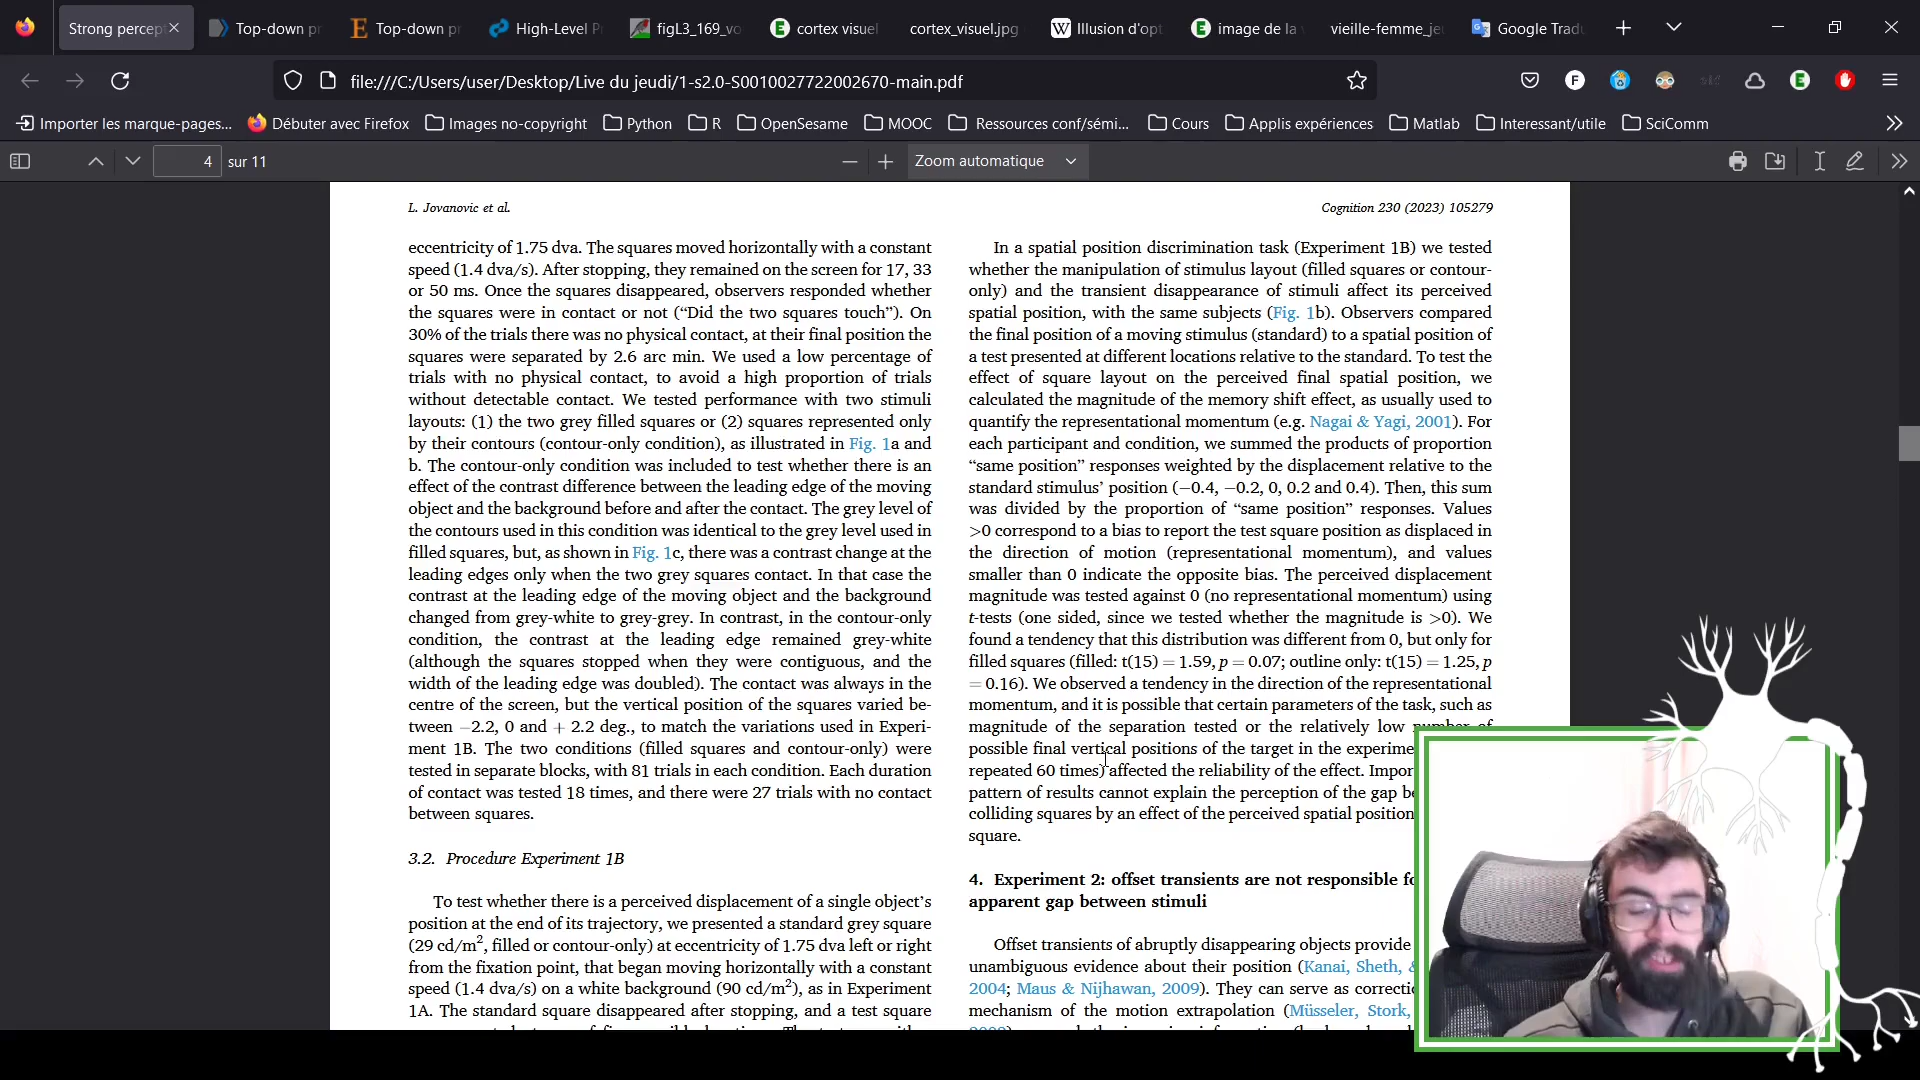 Strong percep
Top-down pr
Top-down pr
High-Level P
figL3_169_vo
cortex visuel
cortex_visuel.jpg
Illusion d'opt
image de la v
vieille-femme_je
Google Tradu
file:///C:/Users/user/Desktop/Live du jeudi/1-s2.0-S0010027722002670-main.pdf
Importer les marque-pages...
Débuter avec Firefox
Images no-copyright
Python
R
OpenSesame
MOOC
Ressources conf/sémi...
Cours
Applis expériences
Matlab
Interessant/utile
SciComm
4 sur 11
Zoom automatique
L. Jovanovic et al.
Cognition 230 (2023) 105279
eccentricity of 1.75 dva. The squares moved horizontally with a constant
speed (1.4 dva/s). After stopping, they remained on the screen for 17, 33
or 50 ms. Once the squares disappeared, observers responded whether
the squares were in contact or not (“Did the two squares touch”). On
30% of the trials there was no physical contact, at their final position the
squares were separated by 2.6 arc min. We used a low percentage of
trials with no physical contact, to avoid a high proportion of trials
without detectable contact. We tested performance with two stimuli
layouts: (1) the two grey filled squares or (2) squares represented only
by their contours (contour-only condition), as illustrated in Fig. 1a and
b. The contour-only condition was included to test whether there is an
effect of the contrast difference between the leading edge of the moving
object and the background before and after the contact. The grey level of
the contours used in this condition was identical to the grey level used in
filled squares, but, as shown in Fig. 1c, there was a contrast change at the
leading edges only when the two grey squares contact. In that case the
contrast at the leading edge of the moving object and the background
changed from grey-white to grey-grey. In contrast, in the contour-only
condition, the contrast at the leading edge remained grey-white
(although the squares stopped when they were contiguous, and the
width of the leading edge was doubled). The contact was always in the
centre of the screen, but the vertical position of the squares varied be-
tween −2.2, 0 and + 2.2 deg., to match the variations used in Experi-
ment 1B. The two conditions (filled squares and contour-only) were
tested in separate blocks, with 81 trials in each condition. Each duration
of contact was tested 18 times, and there were 27 trials with no contact
between squares.
3.2. Procedure Experiment 1B
To test whether there is a perceived displacement of a single object’s
position at the end of its trajectory, we presented a standard grey square
(29 cd/m², filled or contour-only) at eccentricity of 1.75 dva left or right
from the fixation point, that began moving horizontally with a constant
speed (1.4 dva/s) on a white background (90 cd/m²), as in Experiment
1A. The standard square disappeared after stopping, and a test square
In a spatial position discrimination task (Experiment 1B) we tested
whether the manipulation of stimulus layout (filled squares or contour-
only) and the transient disappearance of stimuli affect its perceived
spatial position, with the same subjects (Fig. 1b). Observers compared
the final position of a moving stimulus (standard) to a spatial position of
a test presented at different locations relative to the standard. To test the
effect of square layout on the perceived final spatial position, we
calculated the magnitude of the memory shift effect, as usually used to
quantify the representational momentum (e.g. Nagai & Yagi, 2001). For
each participant and condition, we summed the products of proportion
“same position” responses weighted by the displacement relative to the
standard stimulus’ position (−0.4, −0.2, 0, 0.2 and 0.4). Then, this sum
was divided by the proportion of “same position” responses. Values
>0 correspond to a bias to report the test square position as displaced in
the direction of motion (representational momentum), and values
smaller than 0 indicate the opposite bias. The perceived displacement
magnitude was tested against 0 (no representational momentum) using
t-tests (one sided, since we tested whether the magnitude is >0). We
found a tendency that this distribution was different from 0, but only for
filled squares (filled: t(15) = 1.59, p = 0.07; outline only: t(15) = 1.25, p
= 0.16). We observed a tendency in the direction of the representational
momentum, and it is possible that certain parameters of the task, such as
magnitude of the separation tested or the relatively low number of
possible final vertical positions of the target in the experime
repeated 60 times) affected the reliability of the effect. Impor
pattern of results cannot explain the perception of the gap be
colliding squares by an effect of the perceived spatial position
square.
4. Experiment 2: offset transients are not responsible fo
apparent gap between stimuli
Offset transients of abruptly disappearing objects provide
unambiguous evidence about their position (Kanai, Sheth, &
2004; Maus & Nijhawan, 2009). They can serve as correcti
mechanism of the motion extrapolation (Müsseler, Stork,